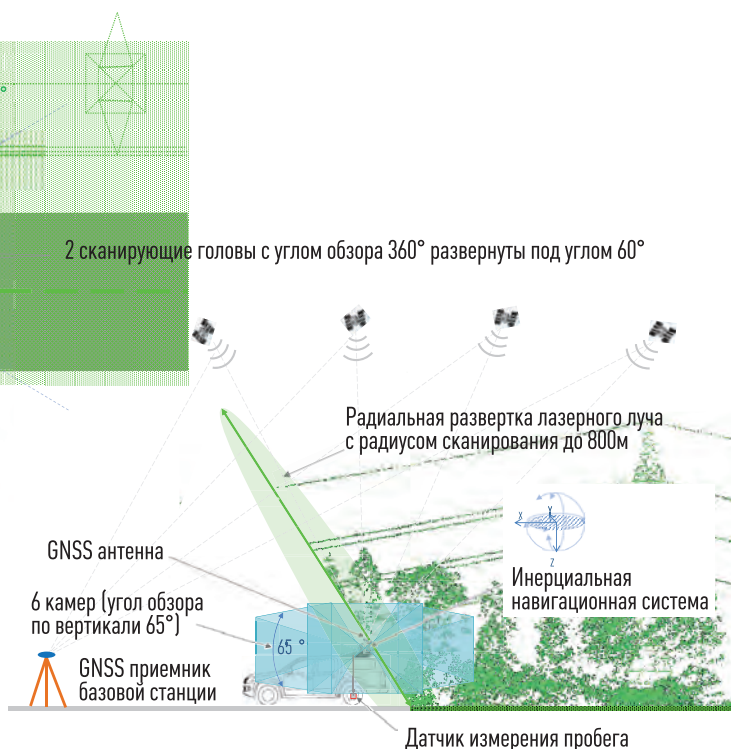 2 сканирующие головы с углом обзора 360° развернуты под углом 60°
Радиальная развертка лазерного луча
с радиусом сканирования до 800м
GNSS антенна
X
Y
Z
Инерциальная
навигационная система
6 камер (угол обзора
по вертикали 65°)
65 °
GNSS приемник
базовой станции
Датчик измерения пробега